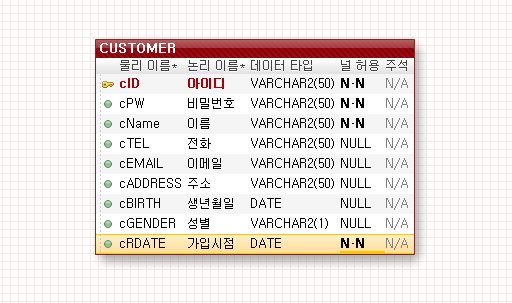 CUSTOMER
물리 이름* 논리 이름* 데이터 타입 널 허용 주석
cID 아이디 VARCHAR2(50) N-N N/A
cPW 비밀번호 VARCHAR2(50) N-N N/A
cName 이름 VARCHAR2(50) N-N N/A
cTEL 전화 VARCHAR2(50) NULL N/A
cEMAIL 이메일 VARCHAR2(50) NULL N/A
cADDRESS 주소 VARCHAR2(50) NULL N/A
cBIRTH 생년월일 DATE NULL N/A
cGENDER 성별 VARCHAR2(1) NULL N/A
cRDATE 가입시점 DATE N-N N/A